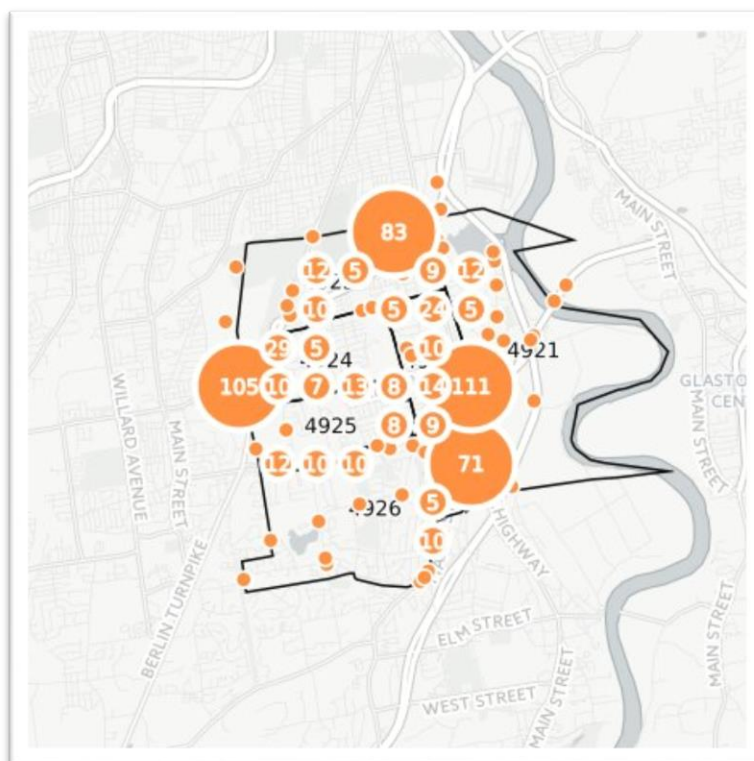 MAIN STREET
83
12
5
9
12
10
5
24
5
29
5
10
4924
4921
105
10
7
13
8
14
111
GLASTO
CEN
WILLARD AVENUE
MAIN STREET
4925
8
9
MAIN STREET
12
10
10
71
4926
5
HIGHWAY
10
BERLIN TURNPIKE
ELM STREET
WEST STREET
MAIN STREET
MAIN STREET